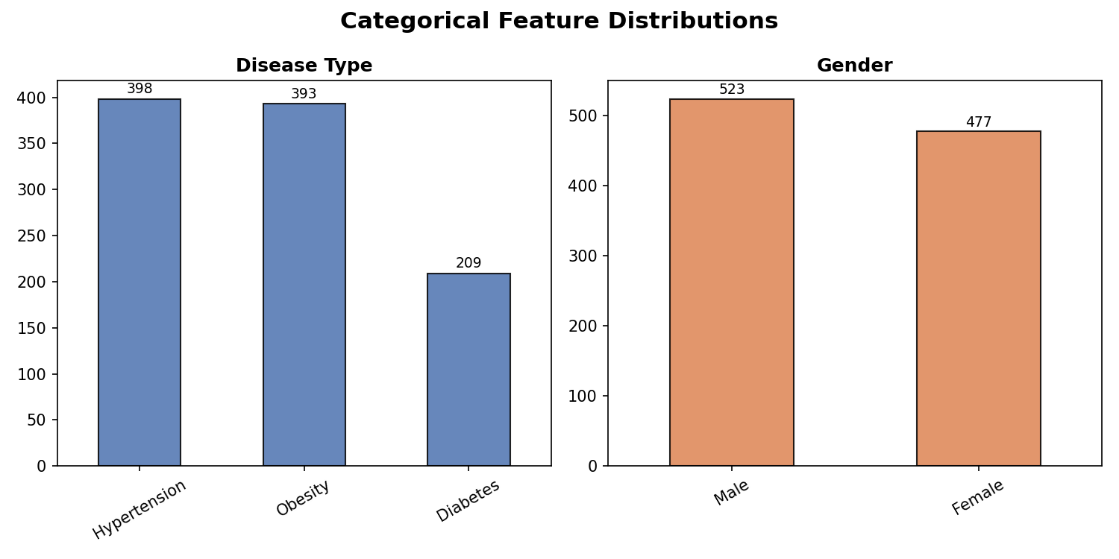 Categorical Feature Distributions
Disease Type
400
350
300
250
200
150
100
50
0
398
393
209
Hypertension
Obesity
Diabetes
Gender
500
400
300
200
100
0
523
477
Male
Female